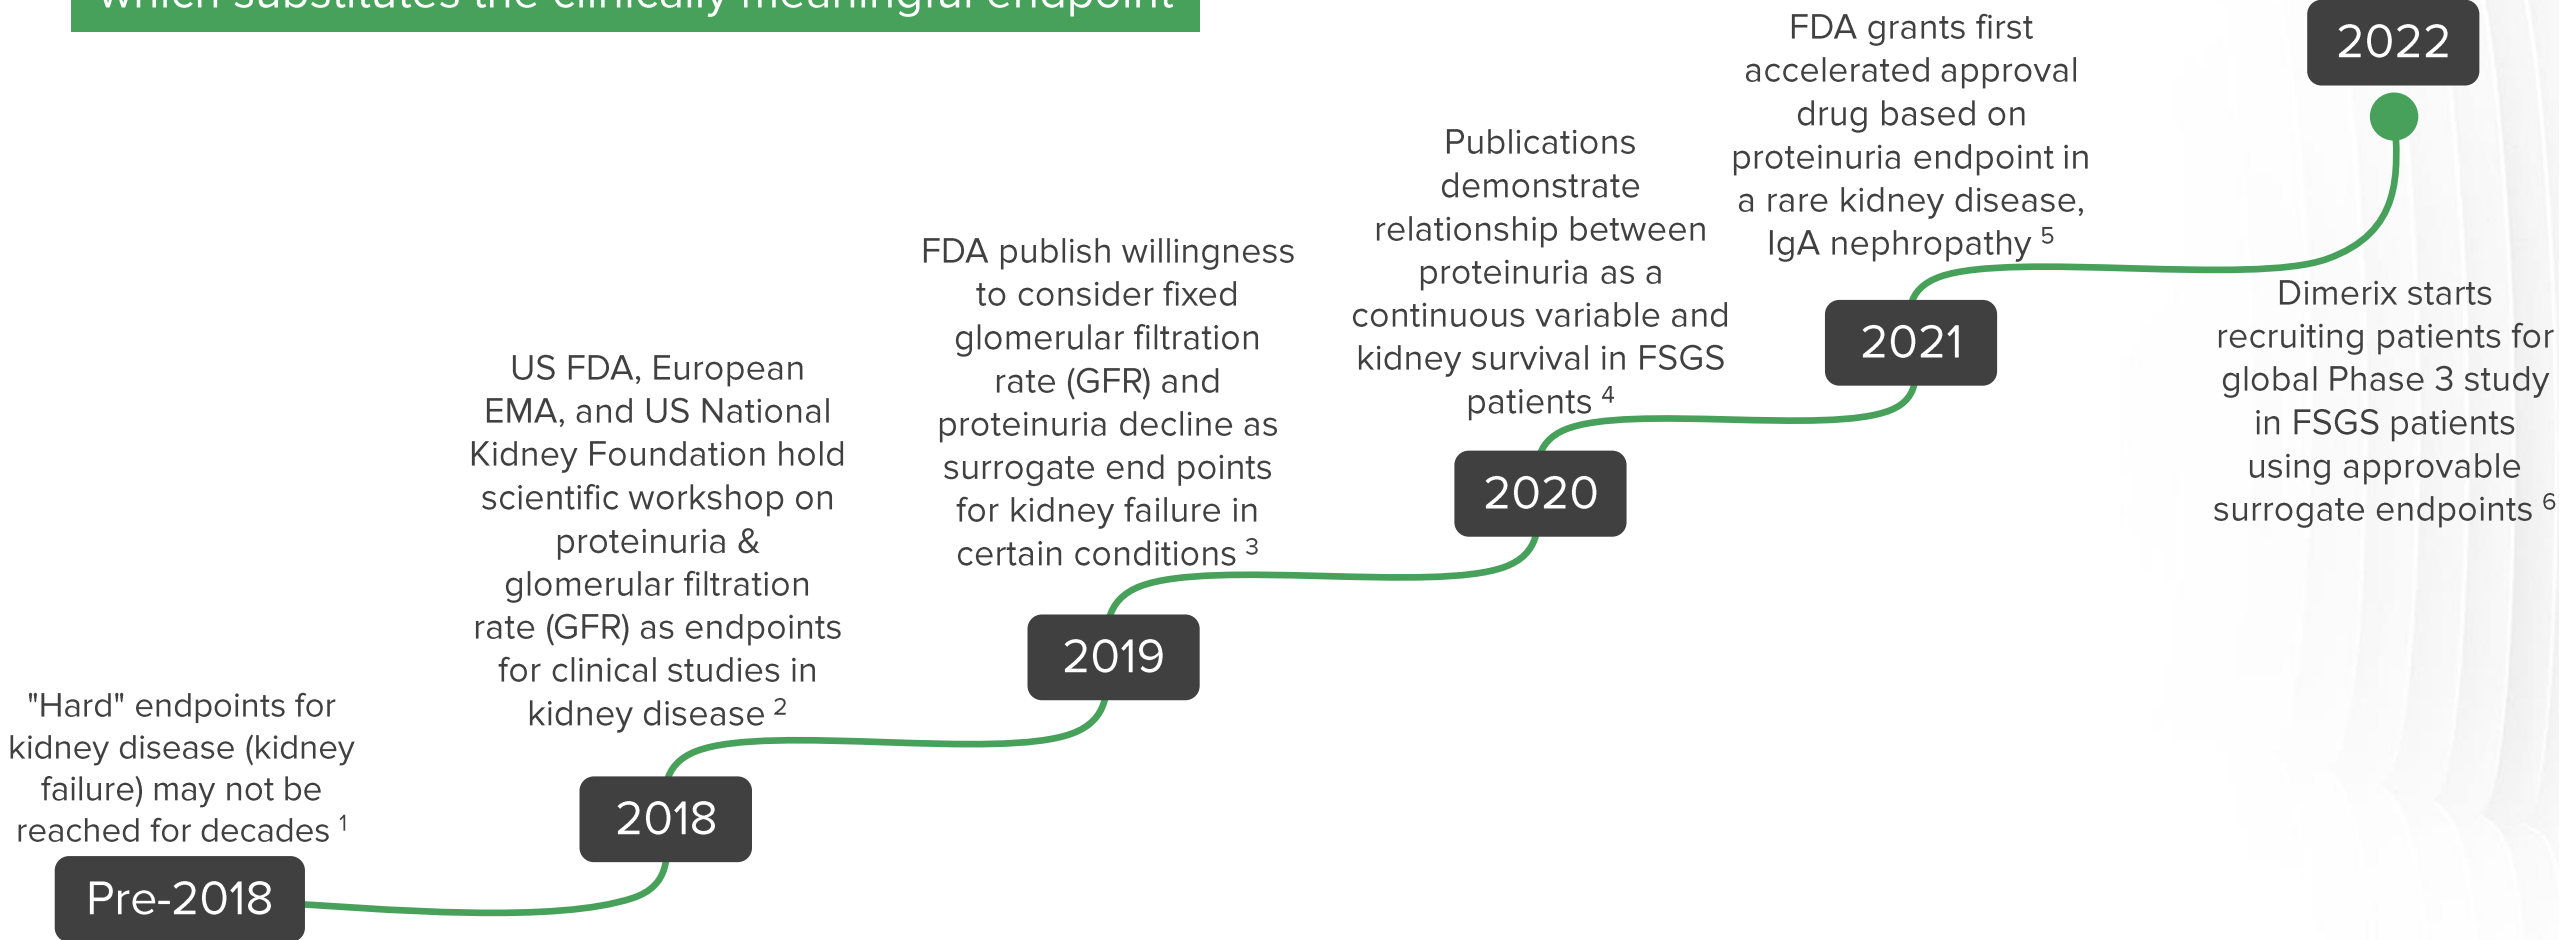 which substitutes the clinically meaningful endpoint
"Hard" endpoints for
kidney disease (kidney
failure) may not be
reached for decades 1
Pre-2018
US FDA, European
EMA, and US National
Kidney Foundation hold
scientific workshop on
proteinuria &
glomerular filtration
rate (GFR) as endpoints
for clinical studies in
kidney disease 2
2018
FDA publish willingness
to consider fixed
glomerular filtration
rate (GFR) and
proteinuria decline as
surrogate end points
for kidney failure in
certain conditions 3
2019
Publications
demonstrate
relationship between
proteinuria as a
continuous variable and
kidney survival in FSGS
patients 4
2020
FDA grants first
accelerated approval
drug based on
proteinuria endpoint in
a rare kidney disease,
IgA nephropathy 5
2021
2022
Dimerix starts
recruiting patients for
global Phase 3 study
in FSGS patients
using approvable
surrogate endpoints 6